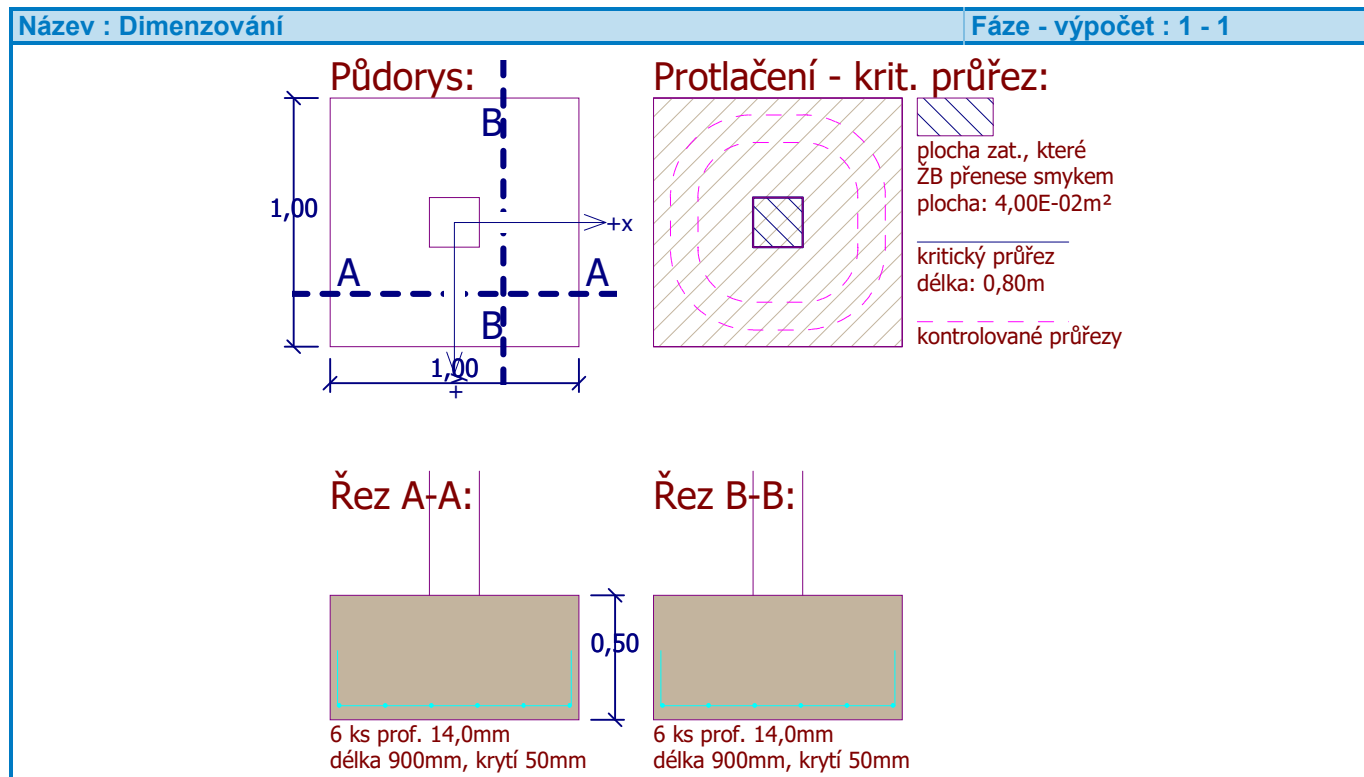 Název : Dimenzování
Fáze - výpočet : 1 - 1
Půdorys:
Protlačení - krit. průřez:
B
1,00
+x
A
A
B
1,00
+y
plocha zat., které
ŽB přenese smykem
plocha: 4,00E-02m²
kritický průřez
délka: 0,80m
kontrolované průřezy
Řez A-A:
Řez B-B:
0,50
6 ks prof. 14,0mm
délka 900mm, krytí 50mm
6 ks prof. 14,0mm
délka 900mm, krytí 50mm